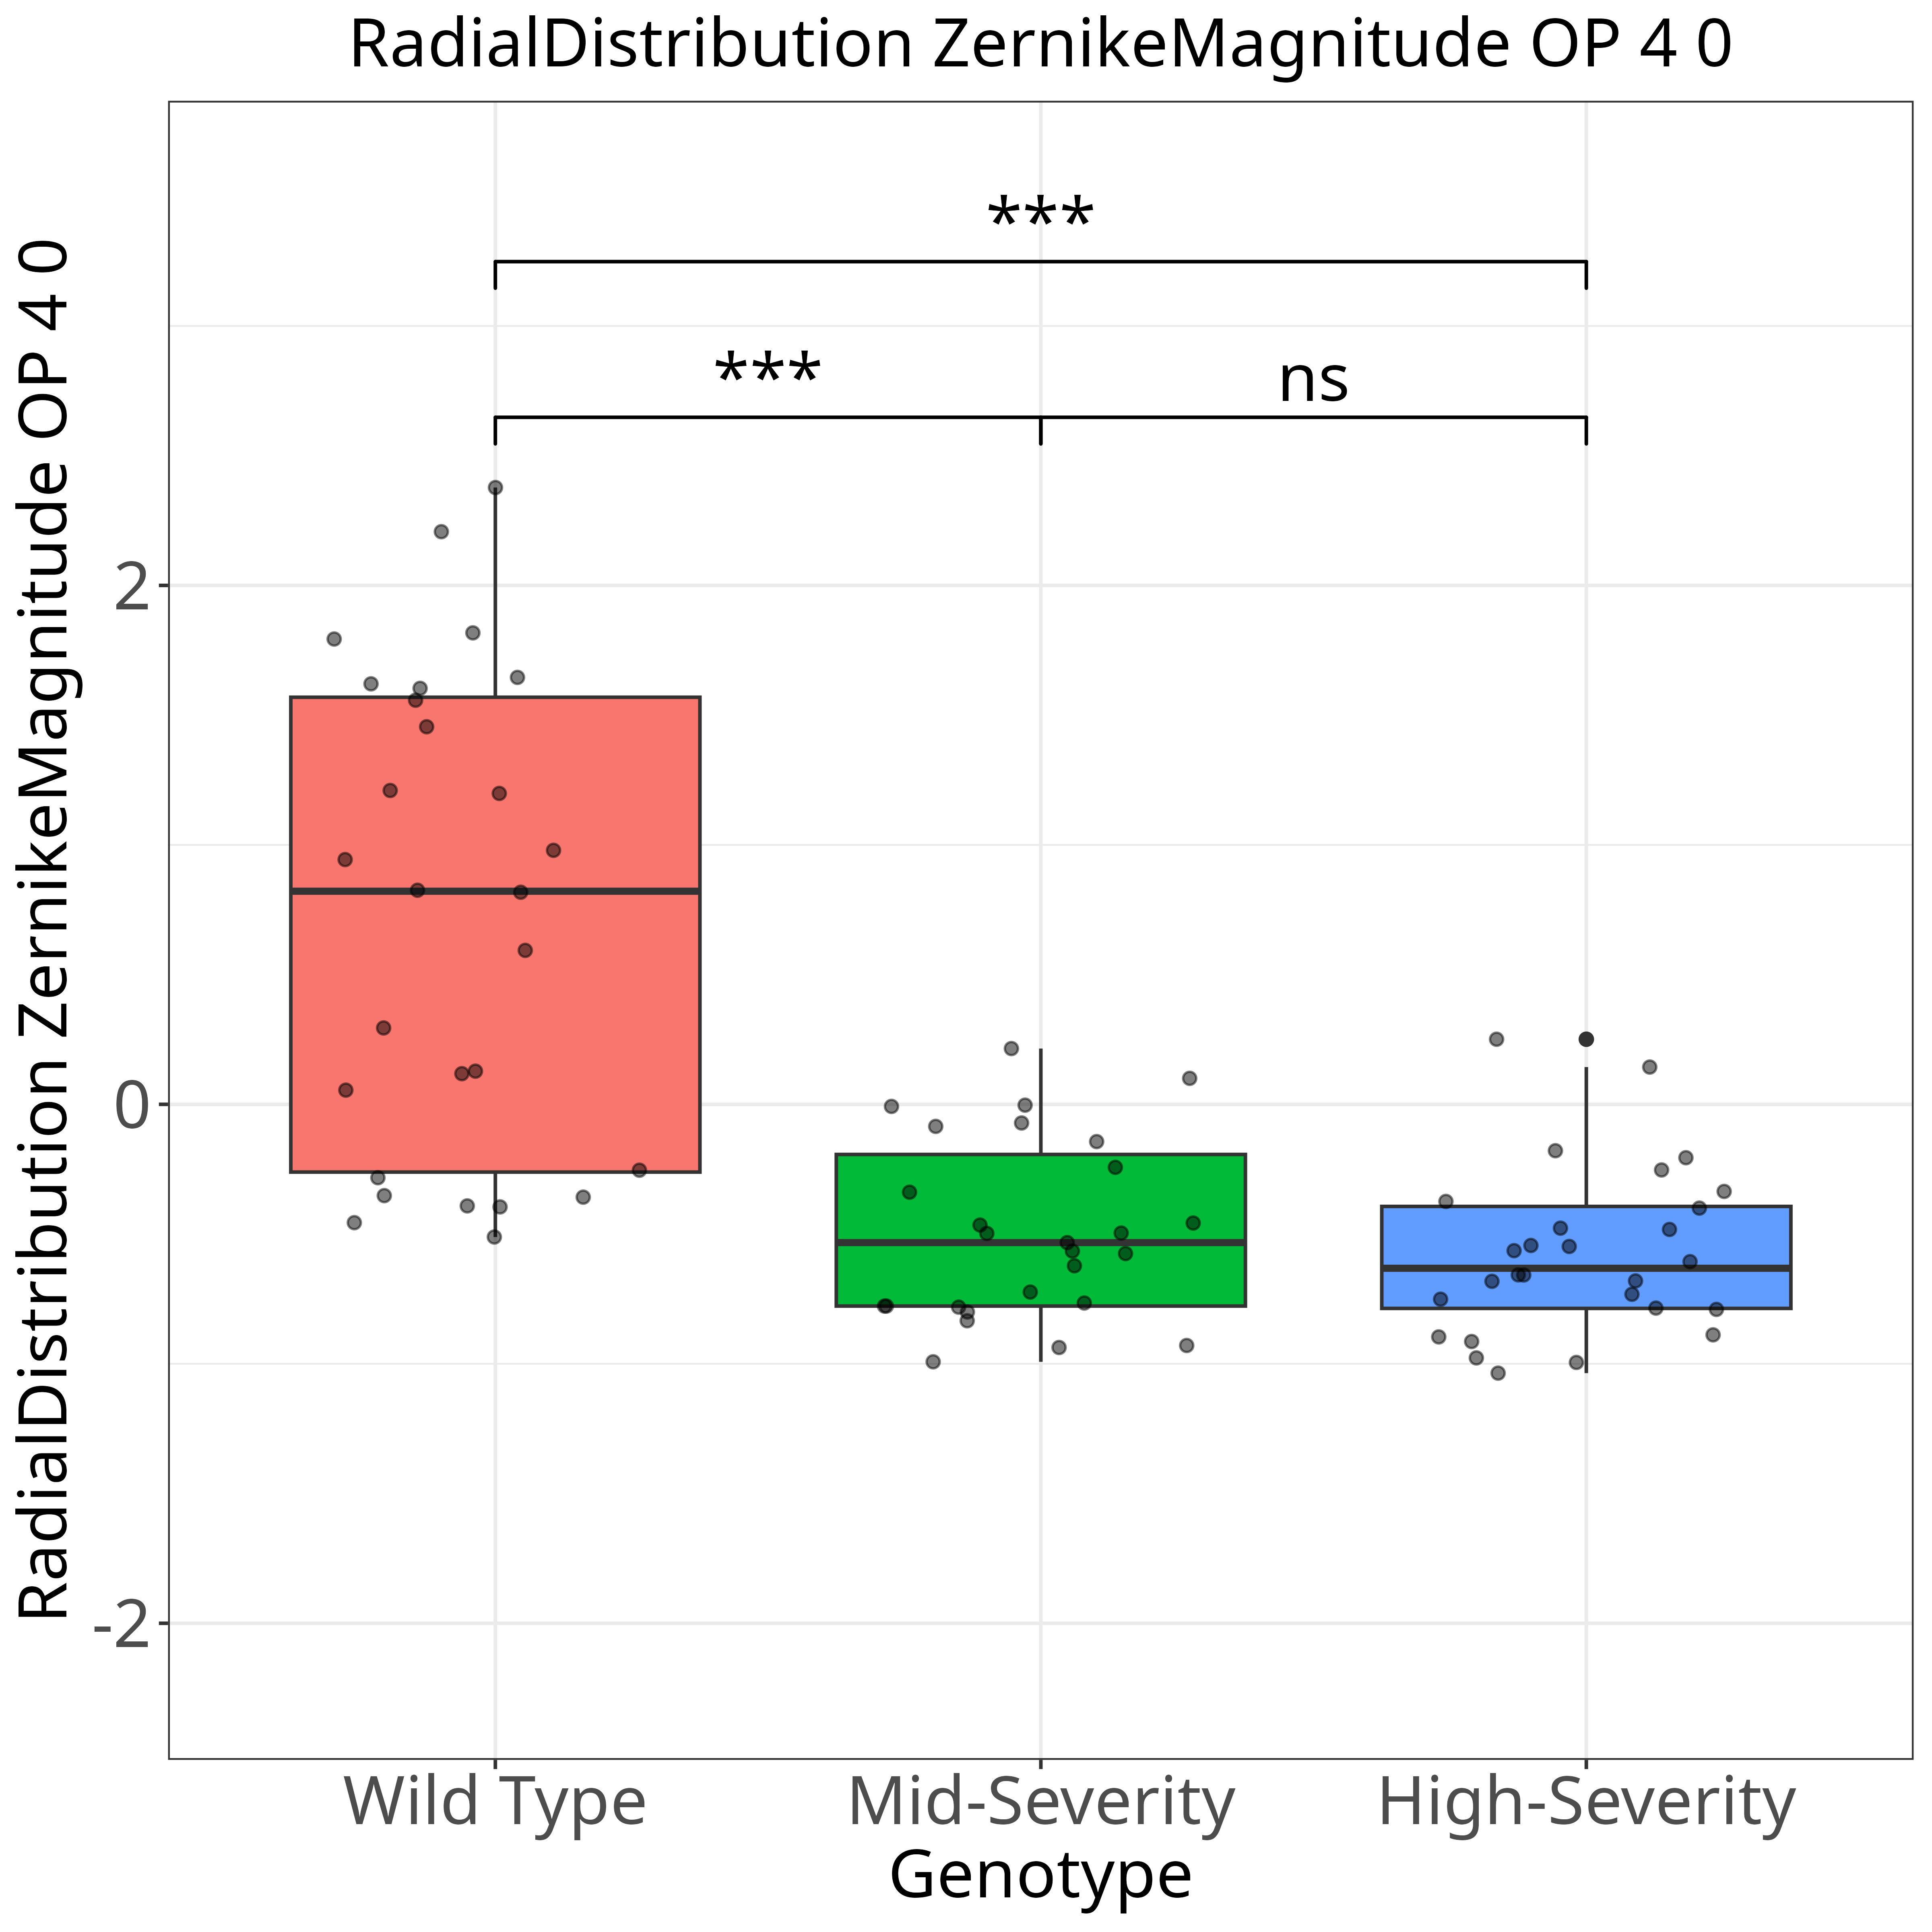 RadialDistribution ZernikeMagnitude OP 4 0
***
***
ns
RadialDistribution ZernikeMagnitude OP 4 0
2
0
-2
Wild Type
Mid-Severity
High-Severity
Genotype